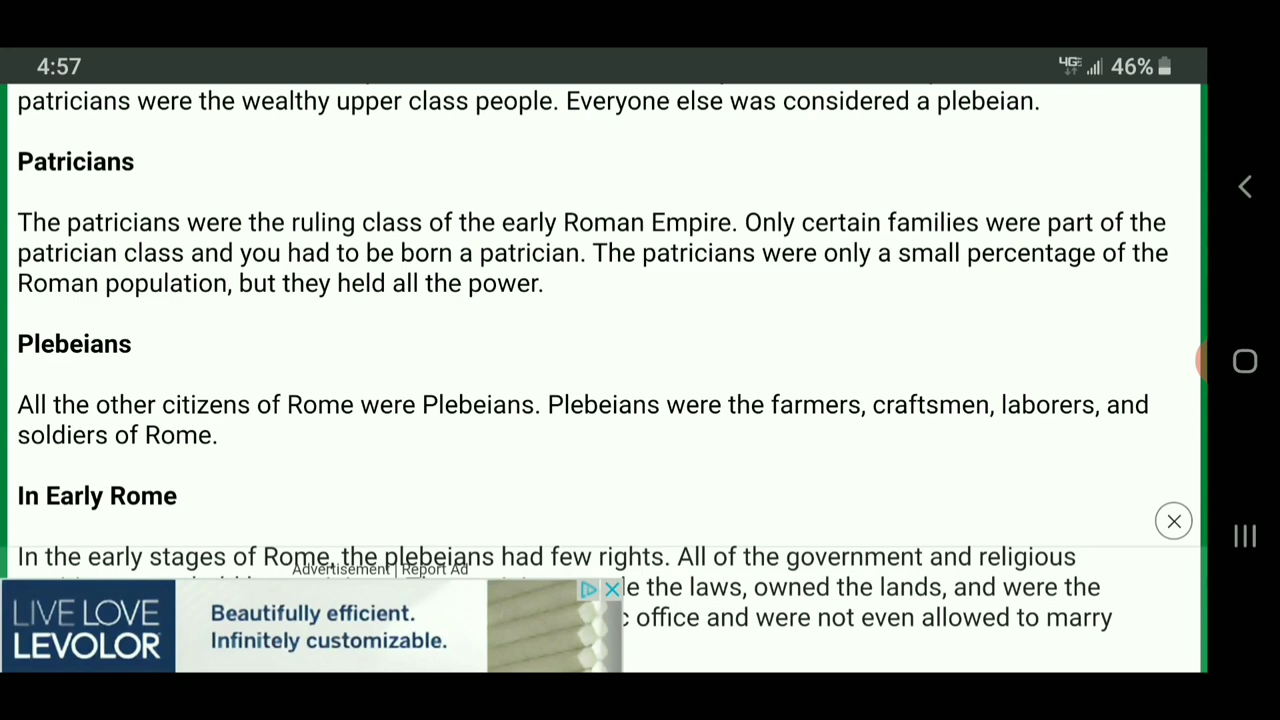 4:57
4G 46%
patricians were the wealthy upper class people. Everyone else was considered a plebeian.
Patricians
The patricians were the ruling class of the early Roman Empire. Only certain families were part of the
patrician class and you had to be born a patrician. The patricians were only a small percentage of the
Roman population, but they held all the power.
Plebeians
All the other citizens of Rome were Plebeians. Plebeians were the farmers, craftsmen, laborers, and
soldiers of Rome.
In Early Rome
In the early stages of Rome, the plebeians had few rights. All of the government and religious
Advertisement | Report Ad
the laws, owned the lands, and were the
office and were not even allowed to marry
LIVE LOVE
LEVOLOR
Beautifully efficient.
Infinitely customizable.